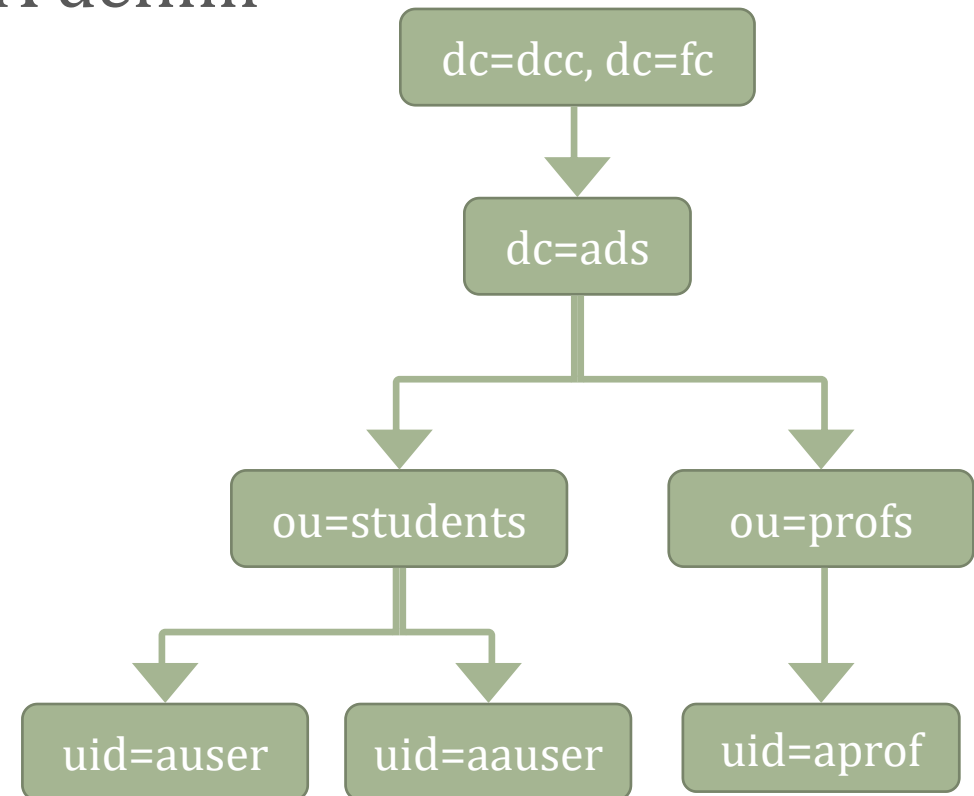 dc=dcc, dc=fc
dc=ads
ou=students
ou=profs
uid=auser
uid=aauser
uid=aprof